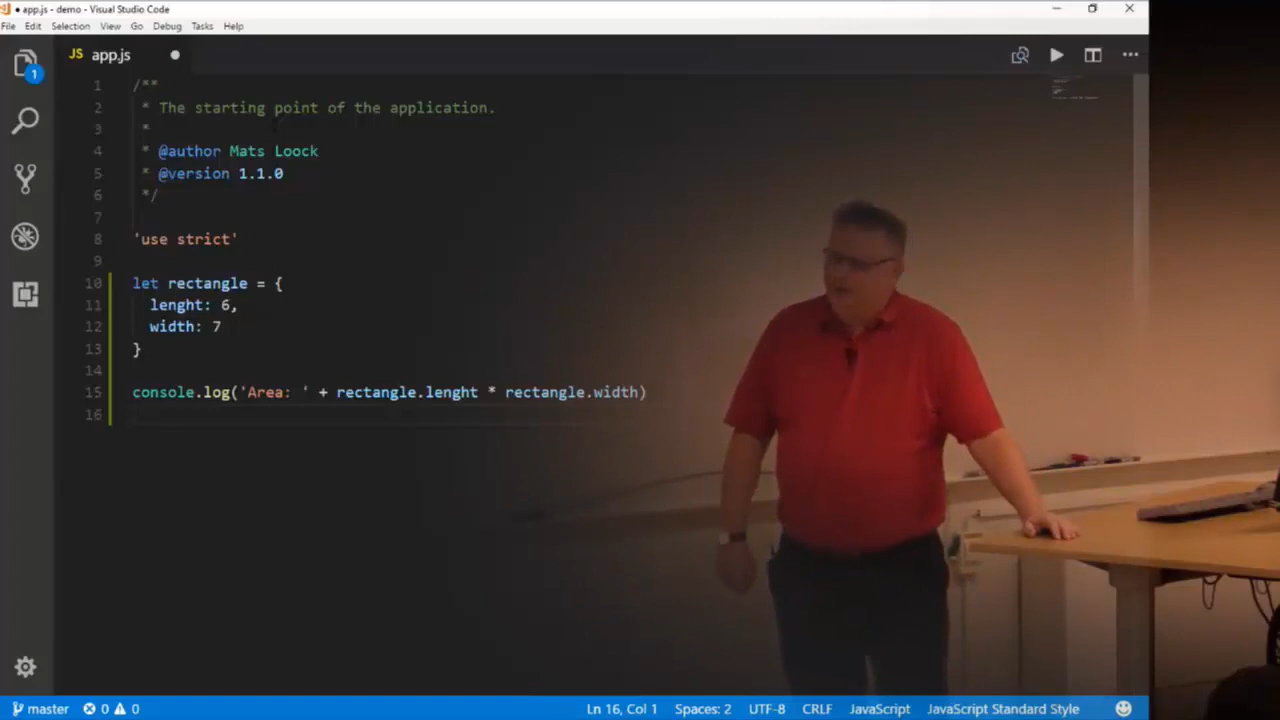 ● app.js - demo - Visual Studio Code
File Edit Selection View Go Debug Tasks Help
JS app.js ●
1
1 /**
2 * The starting point of the application.
3 *
4 * @author Mats Loock
5 * @version 1.1.0
6 */
7
8 'use strict'
9
10 let rectangle = {
11 lenght: 6,
12 width: 7
13 }
14
15 console.log('Area: ' + rectangle.lenght * rectangle.width)
16
master 0 0 Ln 16, Col 1 Spaces: 2 UTF-8 CRLF JavaScript JavaScript Standard Style